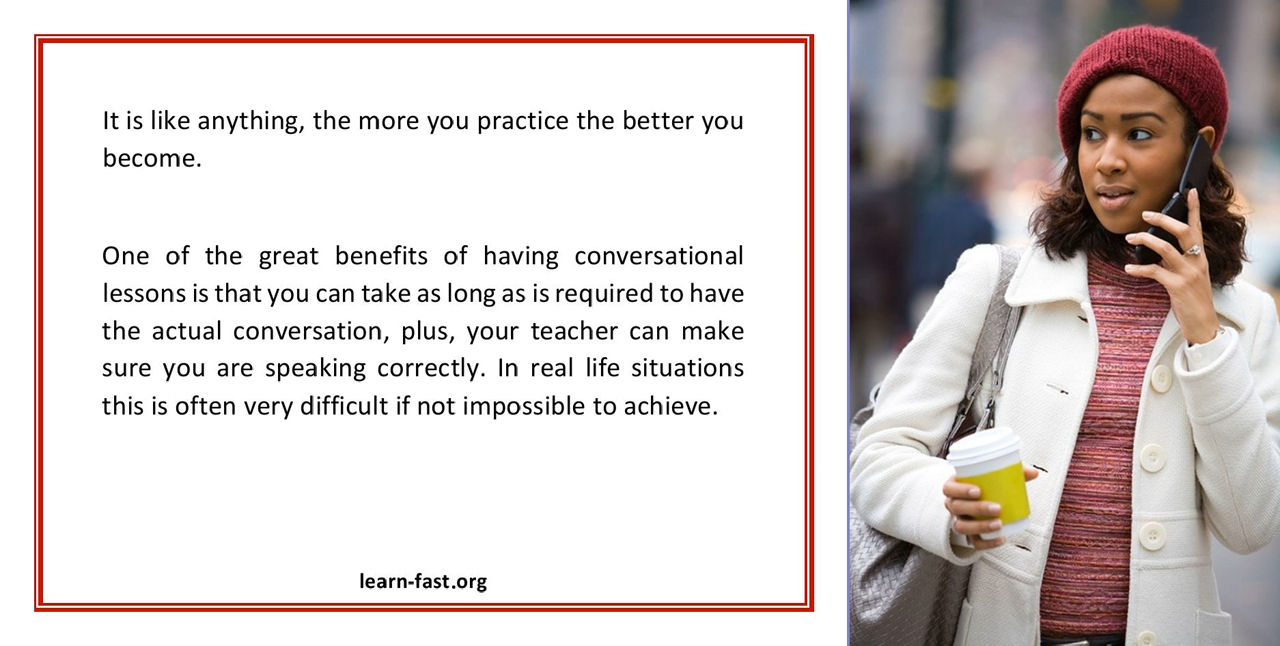 It is like anything, the more you practice the better you
become.
One of the great benefits of having conversational
lessons is that you can take as long as is required to have
the actual conversation, plus, your teacher can make
sure you are speaking correctly. In real life situations
this is often very difficult if not impossible to achieve.
learn-fast.org